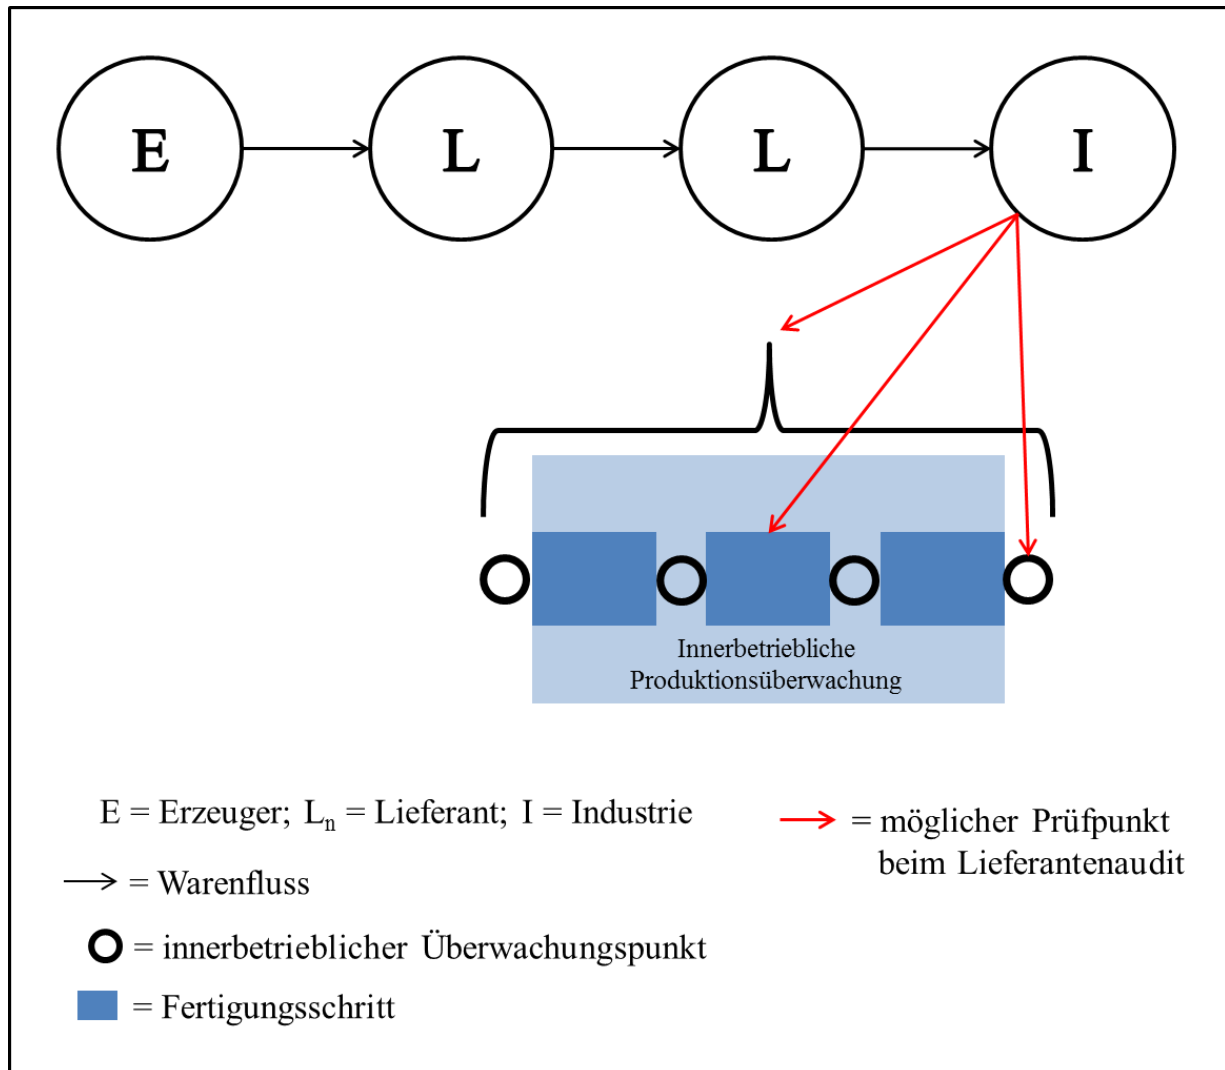 E L L I
Innerbetriebliche
Produktionsüberwachung
E = Erzeuger; Ln = Lieferant; I = Industrie
= möglicher Prüfpunkt
beim Lieferantenaudit
= Warenfluss
= innerbetrieblicher Überwachungspunkt
= Fertigungsschritt